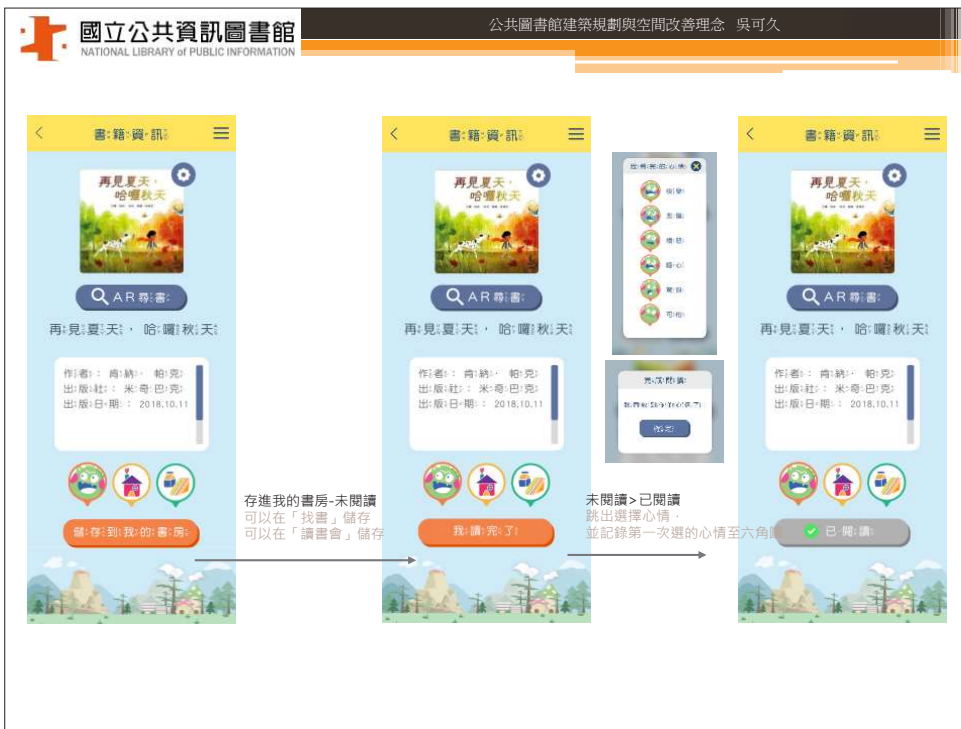 國立公共資訊圖書館
NATIONAL LIBRARY of PUBLIC INFORMATION
公共圖書館建築規劃與空間改善理念 吳可久
書籍資訊
再見夏天,
哈囉秋天
AR尋書
再見夏天, 哈囉秋天
作者: 肯納. 帕克
出版社: 米奇巴克
出版日期: 2018.10.11
儲存到我的書房
存進我的書房-未閱讀
可以在「找書」儲存
可以在「讀書會」儲存
書籍資訊
再見夏天,
哈囉秋天
AR尋書
再見夏天, 哈囉秋天
作者: 肯納. 帕克
出版社: 米奇巴克
出版日期: 2018.10.11
我讀完了
完成閱讀
未閱讀>已閱讀
跳出選擇心情,
並記錄第一次選的心情至六角圖
書籍資訊
再見夏天,
哈囉秋天
AR尋書
再見夏天, 哈囉秋天
作者: 肯納. 帕克
出版社: 米奇巴克
出版日期: 2018.10.11
已閱讀